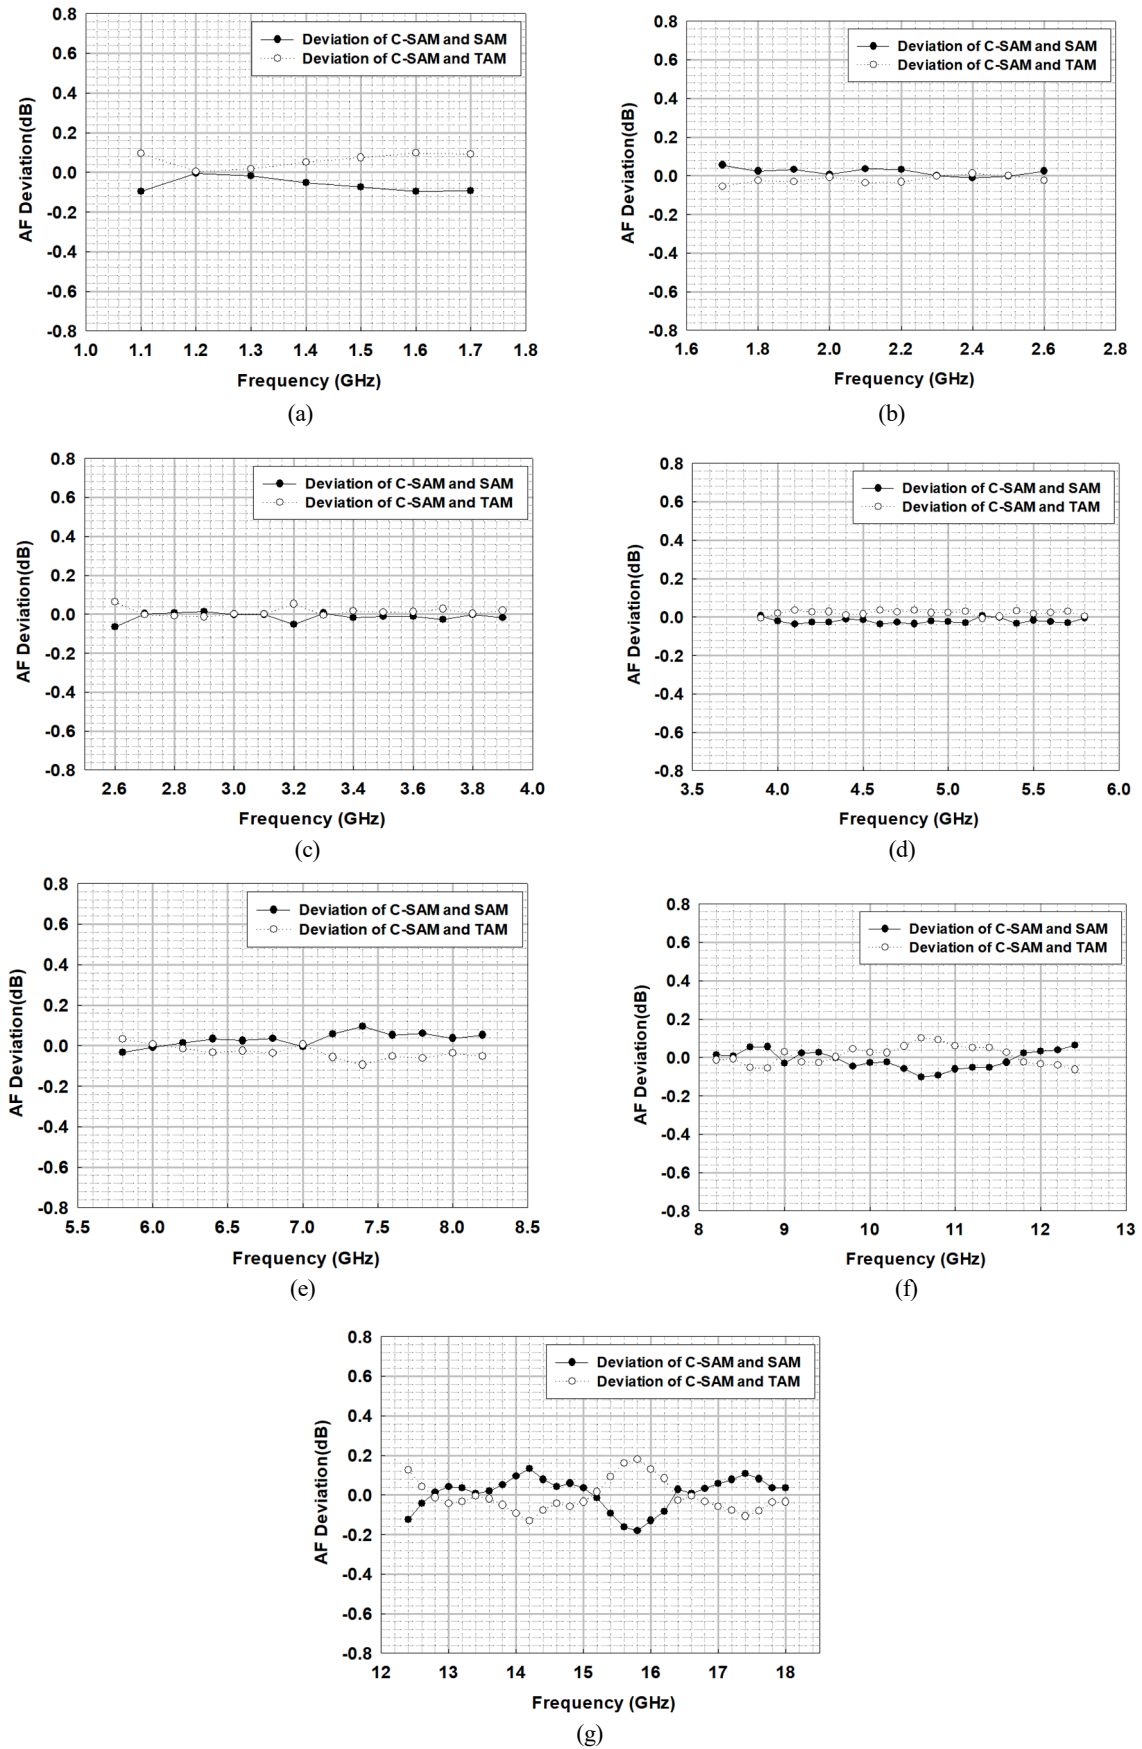 0.8
0.6
0.4
0.2
0.0
-0.2
-0.4
-0.6
-0.8
AF Deviation(dB)
Deviation of C-SAM and SAM
Deviation of C-SAM and TAM
1.0 1.1 1.2 1.3 1.4 1.5 1.6 1.7 1.8
Frequency (GHz)
(a)
0.8
0.6
0.4
0.2
0.0
-0.2
-0.4
-0.6
-0.8
AF Deviation(dB)
Deviation of C-SAM and SAM
Deviation of C-SAM and TAM
1.6 1.8 2.0 2.2 2.4 2.6 2.8
Frequency (GHz)
(b)
0.8
0.6
0.4
0.2
0.0
-0.2
-0.4
-0.6
-0.8
AF Deviation(dB)
Deviation of C-SAM and SAM
Deviation of C-SAM and TAM
2.6 2.8 3.0 3.2 3.4 3.6 3.8 4.0
Frequency (GHz)
(c)
0.8
0.6
0.4
0.2
0.0
-0.2
-0.4
-0.6
-0.8
AF Deviation(dB)
Deviation of C-SAM and SAM
Deviation of C-SAM and TAM
3.5 4.0 4.5 5.0 5.5 6.0
Frequency (GHz)
(d)
0.8
0.6
0.4
0.2
0.0
-0.2
-0.4
-0.6
-0.8
AF Deviation(dB)
Deviation of C-SAM and SAM
Deviation of C-SAM and TAM
5.5 6.0 6.5 7.0 7.5 8.0 8.5
Frequency (GHz)
(e)
0.8
0.6
0.4
0.2
0.0
-0.2
-0.4
-0.6
-0.8
AF Deviation(dB)
Deviation of C-SAM and SAM
Deviation of C-SAM and TAM
8 9 10 11 12 13
Frequency (GHz)
(f)
0.8
0.6
0.4
0.2
0.0
-0.2
-0.4
-0.6
-0.8
AF Deviation(dB)
Deviation of C-SAM and SAM
Deviation of C-SAM and TAM
12 13 14 15 16 17 18
Frequency (GHz)
(g)